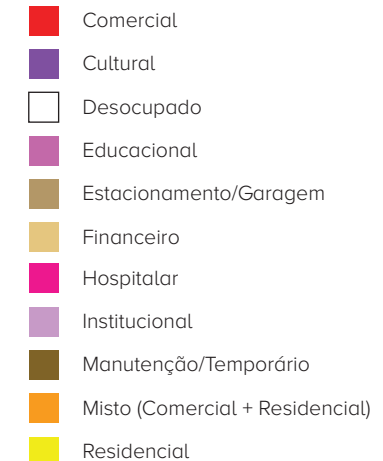 Comercial
Cultural
Desocupado
Educacional
Estacionamento/Garagem
Financeiro
Hospitalar
Institucional
Manutenção/Temporário
Misto (Comercial + Residencial)
Residencial